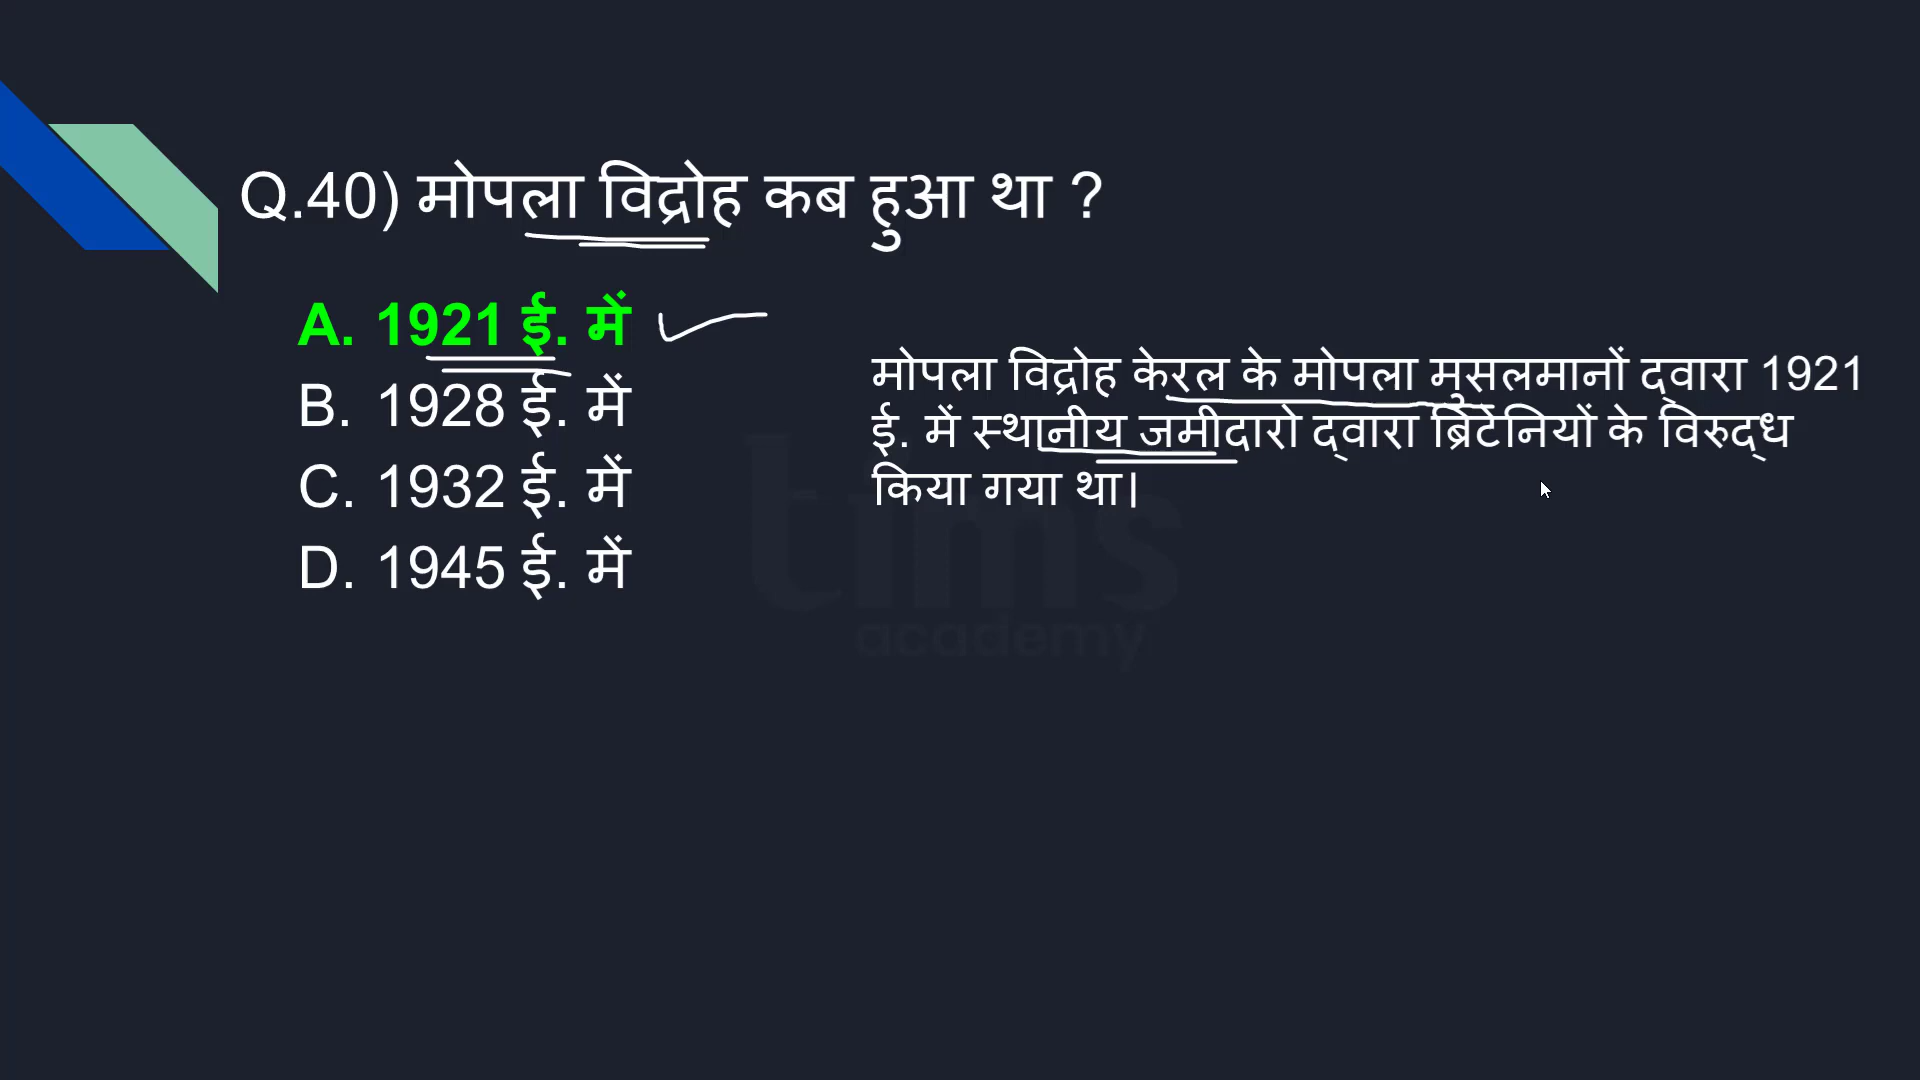 Q.40) मोपला विद्रोह कब हुआ था ?
A. 1921 ई. में
B. 1928 ई. में
C. 1932 ई. में
D. 1945 ई. में
मोपला विद्रोह केरल के मोपला मुसलमानों द्वारा 1921
ई. में स्थानीय जमीदारो द्वारा ब्रिटेनियों के विरुद्ध
किया गया था।
tims
academy